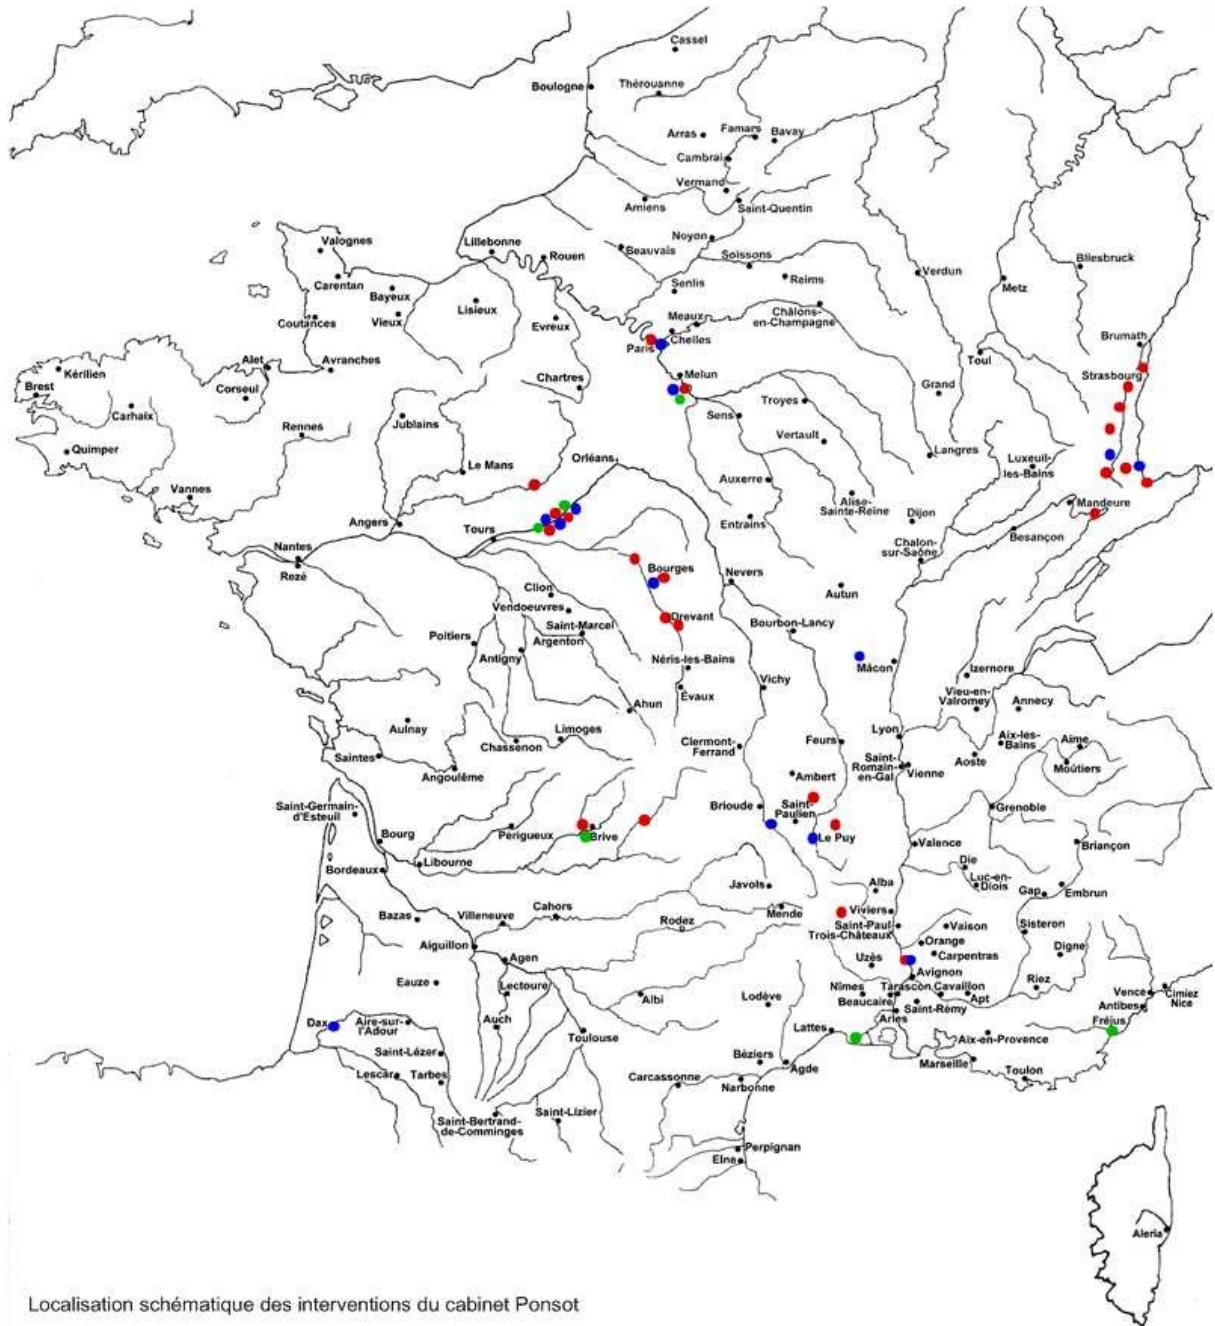 Cassel
Boulogne
Thérouanne
Arras
Famars
Bavay
Cambrai
Vermand
Amiens
Saint-Quentin
Noyon
Beauvais
Soissons
Reims
Senlis
Verdun
Metz
Bliesbruck
Valognes
Lillebonne
Rouen
Carentan
Bayeux
Vieux
Coutances
Lisieux
Evreux
Meaux
Chelles
Paris
Châlons-
en-Champagne
Brumath
Strasbourg
Toul
Alet
Avranches
Kérilien
Brest
Corseul
Carhaix
Quimper
Rennes
Vannes
Jublains
Chartres
Melun
Sens
Troyes
Vertault
Grand
Langres
Luxeuil-
les-Bains
Le Mans
Orléans
Auxerre
Alise-
Sainte-Reine
Mandeure
Angers
Tours
Entrains
Dijon
Besançon
Nantes
Rezé
Chalon-
sur-Saône
Bourges
Nevers
Autun
Clion
Vendoeuvres
Saint-Marcel
Argenton
Poitiers
Antigny
Drevant
Bourbon-Lancy
Néris-les-Bains
Évaux
Mâcon
Izernore
Vieu-en-
Valromey
Annecy
Vichy
Ahun
Aulnay
Limoges
Chassenon
Saintes
Angoulême
Clermont-
Ferrand
Feurs
Lyon
Aix-les-
Bains
Aime
Aoste
Moûtiers
Saint-
Romain-
en-Gal
Vienne
Ambert
Saint-Germain-
d'Esteuil
Bourg
Périgueux
Brive
Brioude
Saint-
Paulien
Le Puy
Grenoble
Libourne
Bordeaux
Valence
Briançon
Die
Luc-en-
Diois
Gap
Embrun
Javols
Mende
Alba
Viviers
Bazas
Villeneuve
Cahors
Rodez
Saint-Paul-
Trois-Châteaux
Vaison
Sisteron
Orange
Carpentras
Digne
Aiguillon
Agen
Uzès
Avignon
Eauze
Lectoure
Albi
Lodève
Nîmes
Tarascon
Cavaillon
Beaucaire
Apt
Riez
Vence
Cimiez
Nice
Antibes
Saint-Rémy
Arles
Fréjus
Dax
Aire-sur-
l'Adour
Auch
Toulouse
Lattes
Aix-en-Provence
Saint-Lézer
Béziers
Agde
Marseille
Toulon
Lescar
Tarbes
Carcassonne
Narbonne
Saint-Bertrand-
de-Comminges
Saint-Lizier
Perpignan
Elne
Aleria
Localisation schématique des interventions du cabinet Ponsot